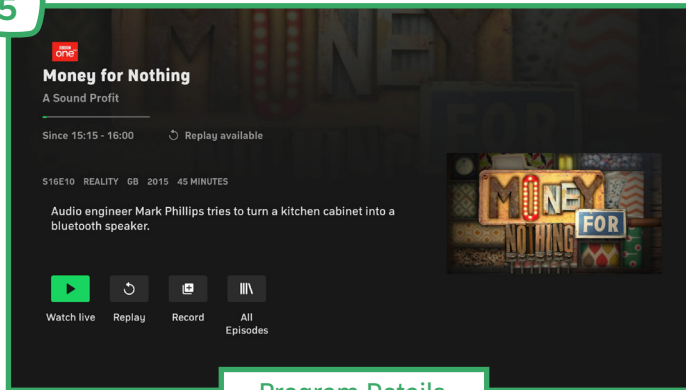 5
BBC
one
Money for Nothing
A Sound Profit
Since 15:15 - 16:00 Replay available
S16E10 REALITY GB 2015 45 MINUTES
Audio engineer Mark Phillips tries to turn a kitchen cabinet into a
bluetooth speaker.
MONEY
FOR
NOTHING
Watch live Replay Record All
Episodes
Program Details